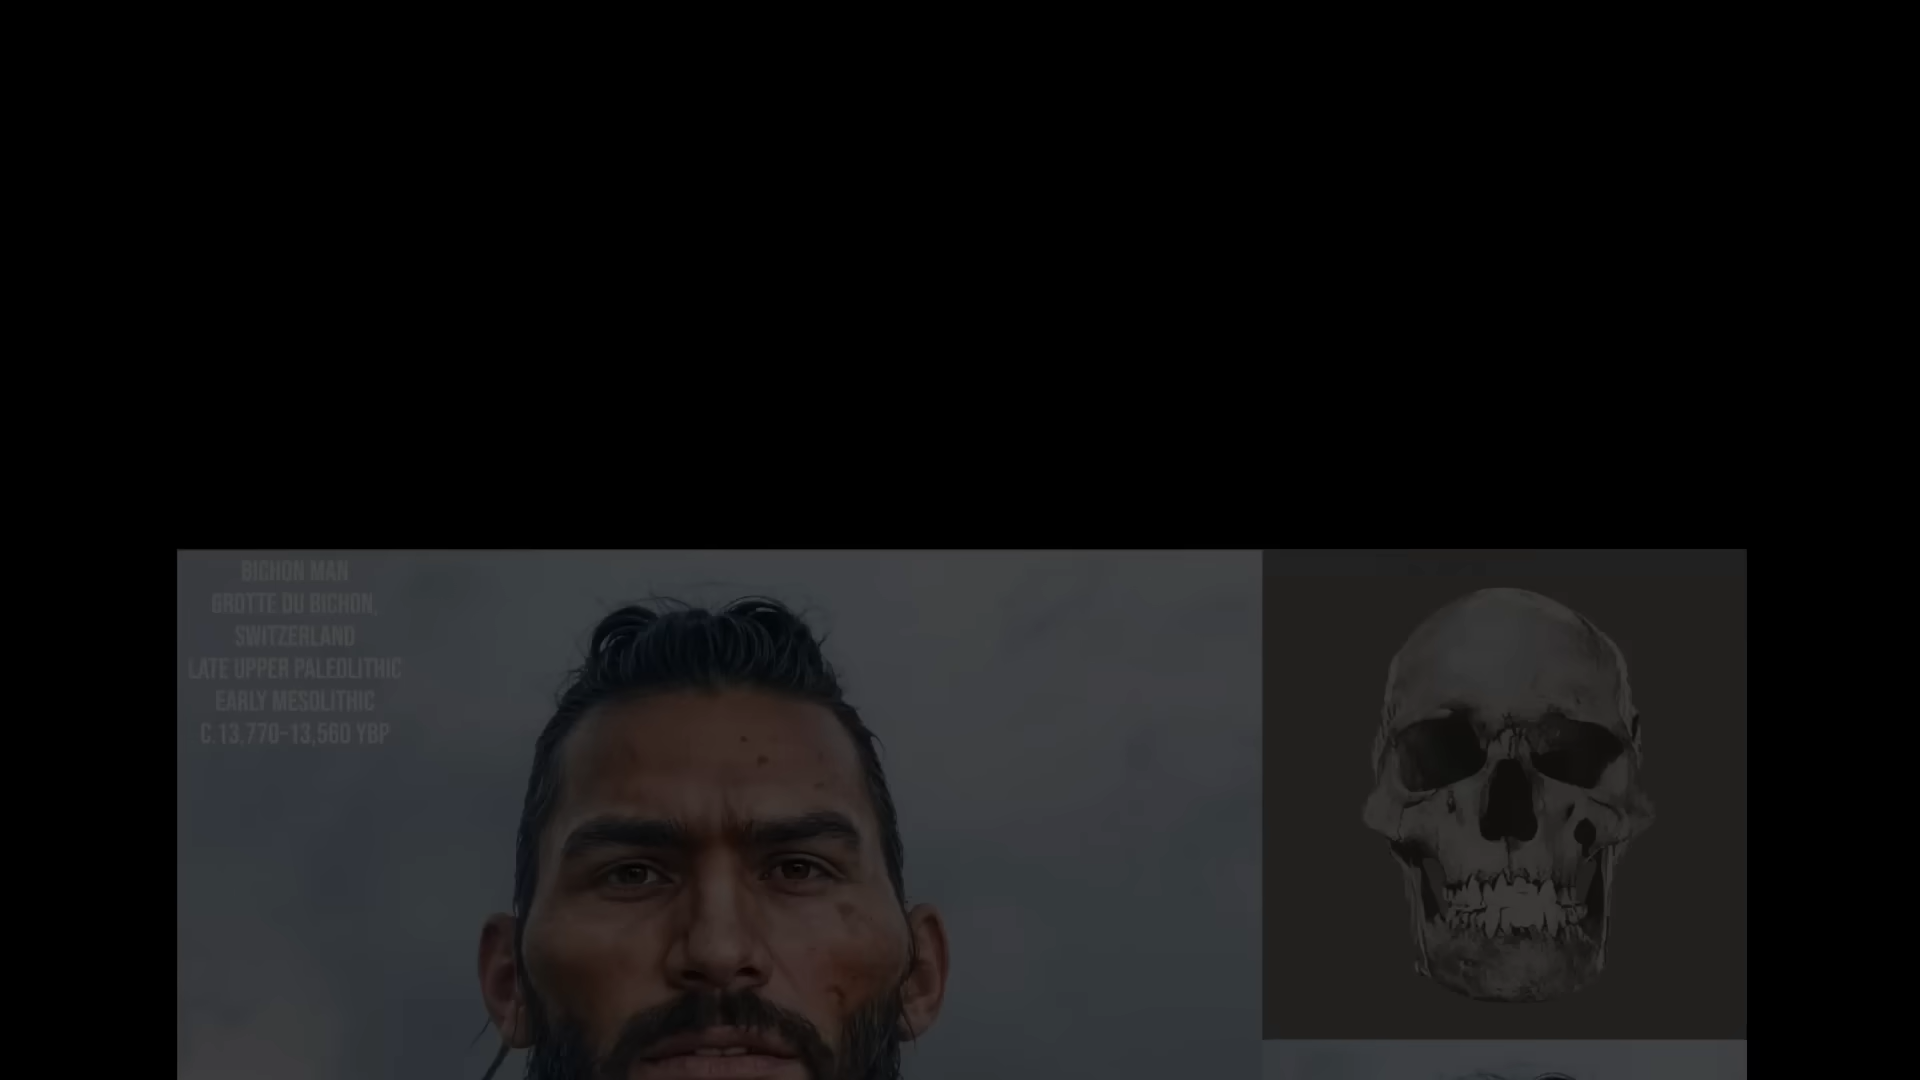 BICHON MAN
GROTTE DU BICHON,
SWITZERLAND
LATE UPPER PALEOLITHIC
EARLY MESOLITHIC
C.13,770-13,560 YBP